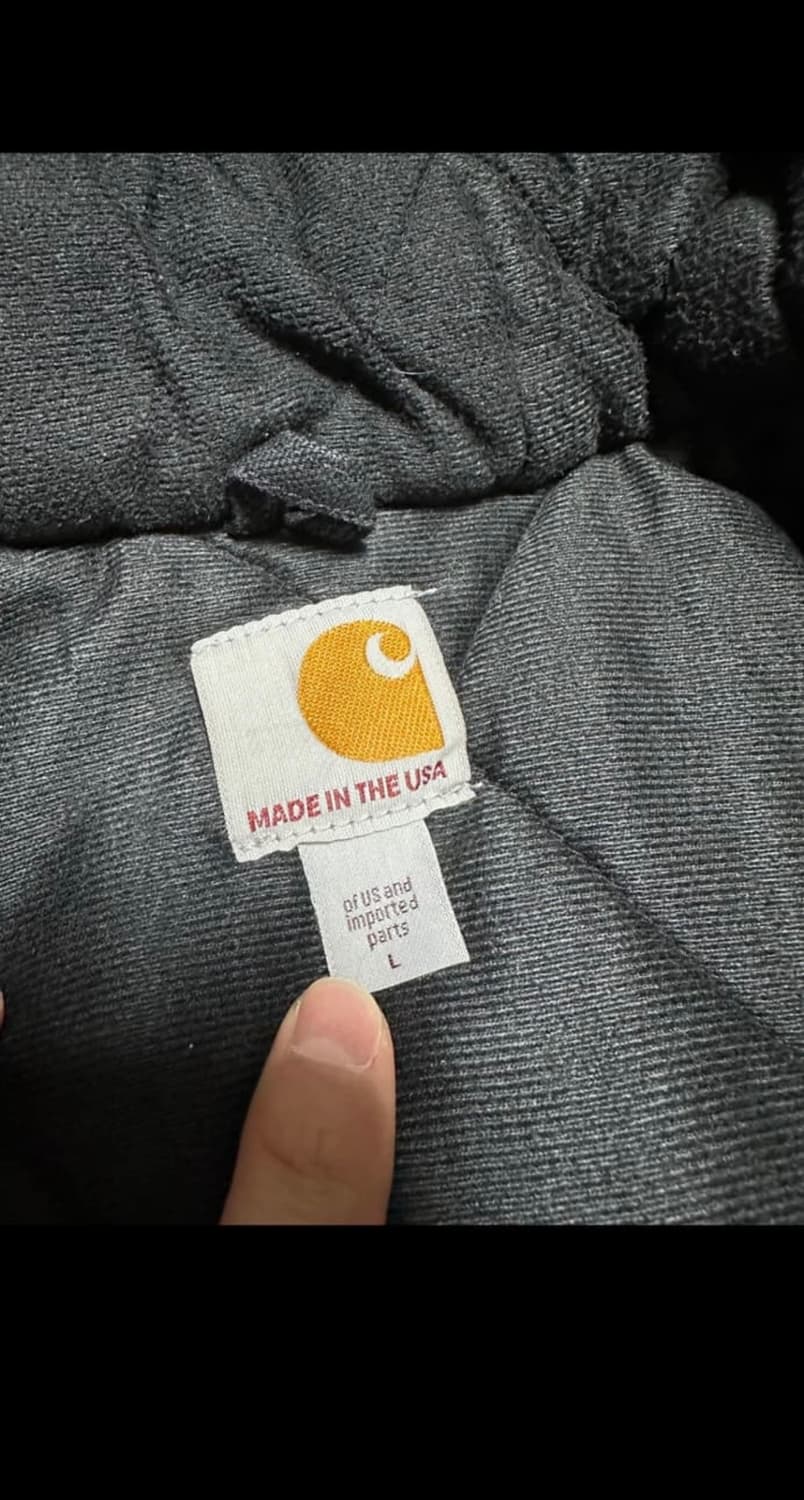 MADE IN THE USA
of US and
imported
parts
L